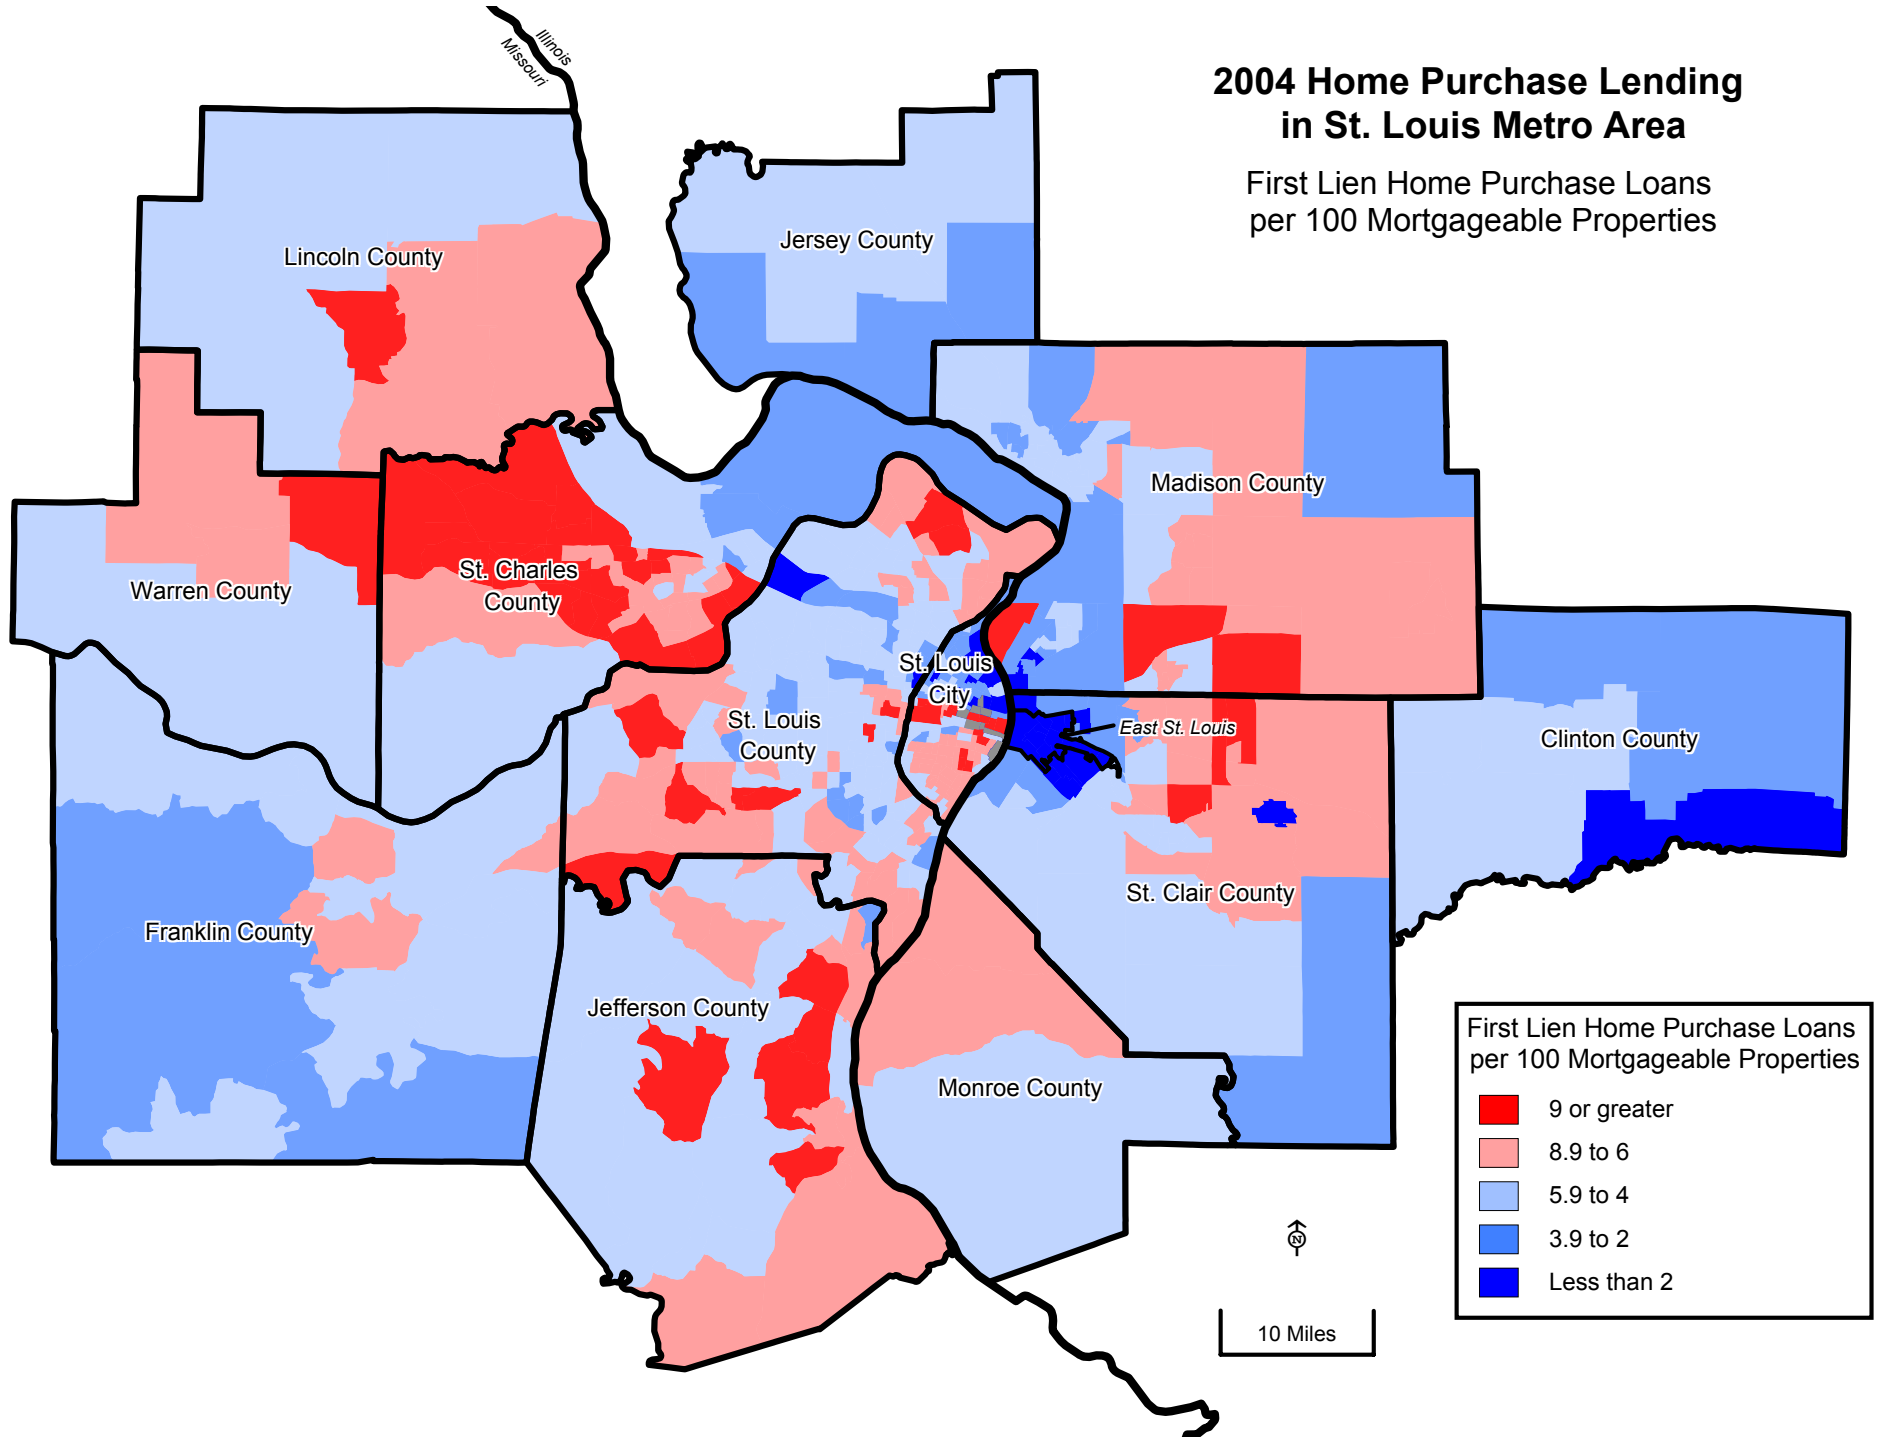 Illinois
Missouri
2004 Home Purchase Lending
in St. Louis Metro Area
First Lien Home Purchase Loans
per 100 Mortgageable Properties
Jersey County
Lincoln County
Madison County
St. Charles
County
Warren County
St. Louis
City
St. Louis
County
East St. Louis
Clinton County
St. Clair County
Franklin County
Jefferson County
Monroe County
First Lien Home Purchase Loans
per 100 Mortgageable Properties
9 or greater
8.9 to 6
5.9 to 4
3.9 to 2
Less than 2
N
10 Miles